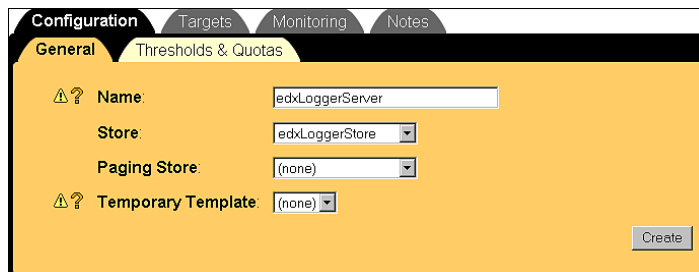 Configuration Targets Monitoring Notes
General Thresholds & Quotas
Name: edxLoggerServer
Store: edxLoggerStore
Paging Store: (none)
Temporary Template: (none)
Create